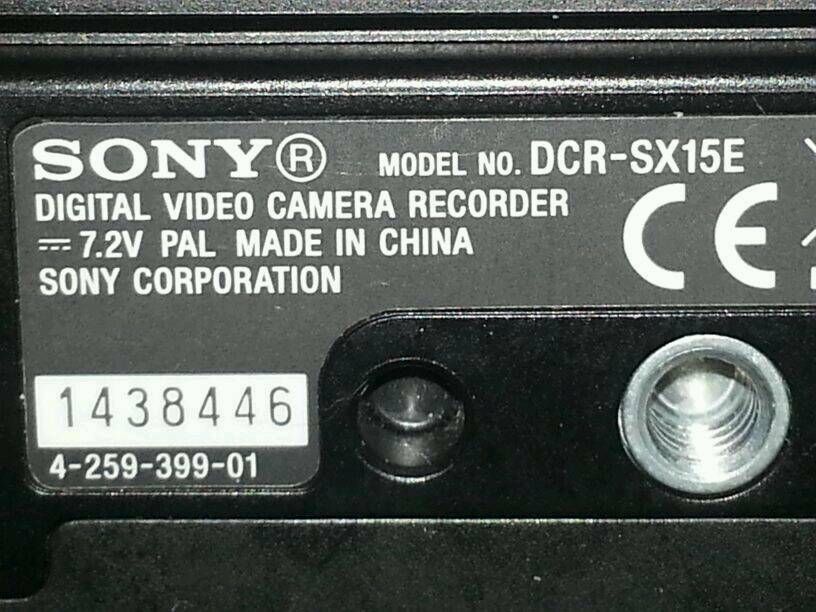 SONY® MODEL NO. DCR-SX15E
DIGITAL VIDEO CAMERA RECORDER
⎓ 7.2V PAL MADE IN CHINA
SONY CORPORATION
CE
1438446
4-259-399-01